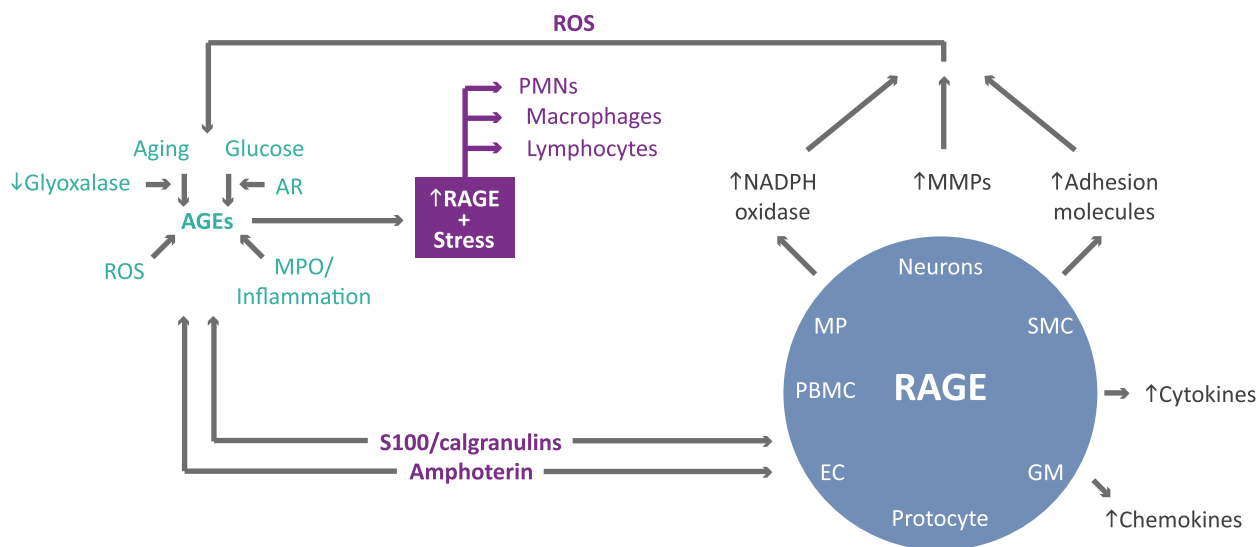 ROS
PMNs
Macrophages
Lymphocytes
Aging
Glucose
↓Glyoxalase
AR
AGEs
ROS
MPO/
Inflammation
↑RAGE
+
Stress
↑NADPH
oxidase
↑MMPs
↑Adhesion
molecules
Neurons
MP
SMC
PBMC
RAGE
EC
GM
Protocyte
↑Cytokines
↑Chemokines
S100/calgranulins
Amphoterin